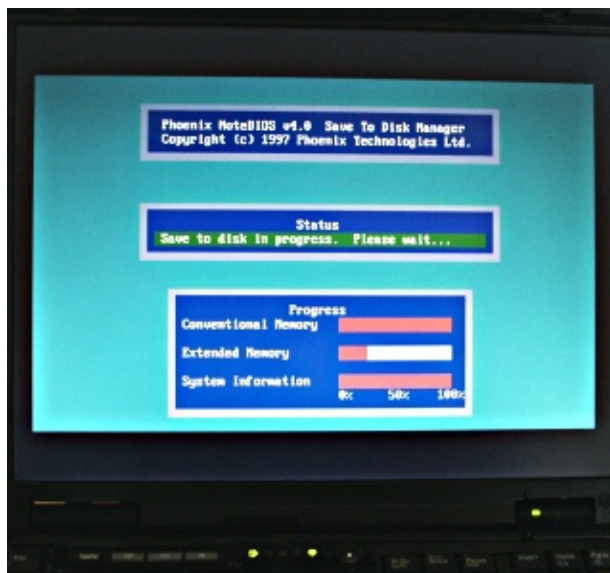 Phoenix NoteBIOS v4.0 Save To Disk Manager
Copyright (c) 1997 Phoenix Technologies Ltd.
Status
Save to disk in progress. Please wait...
Progress
Conventional Memory
Extended Memory
System Information
0% 50% 100%